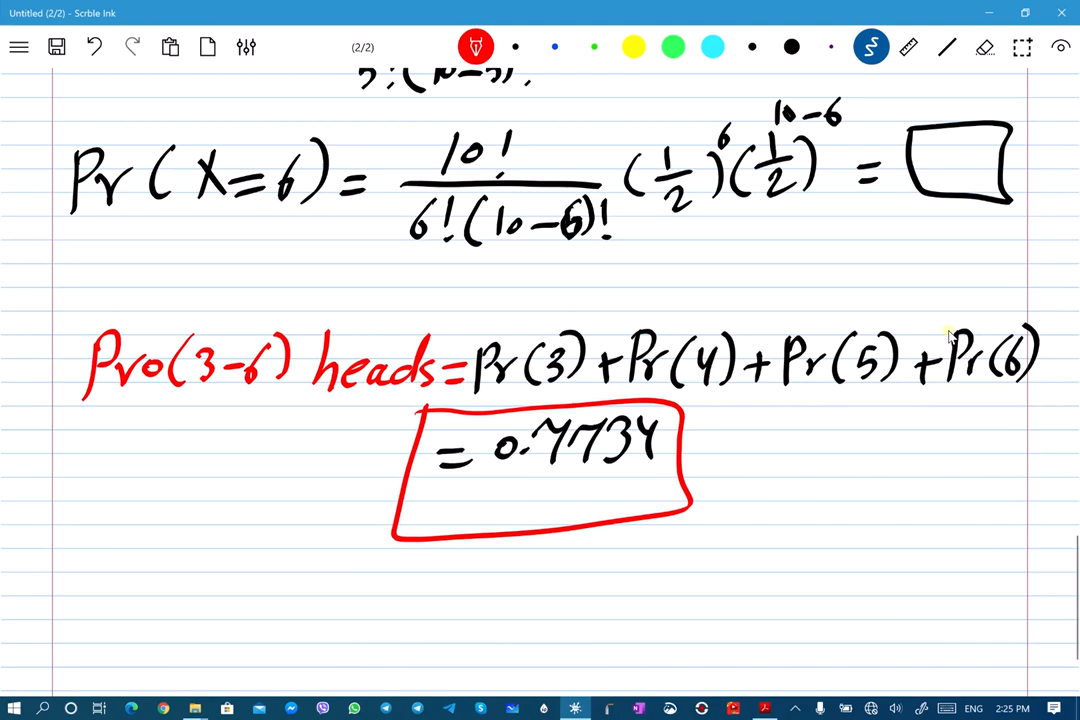 Untitled (2/2) - Scrble Ink
(2/2)
Pr(X=6)= 10!/6!(10-6)! (1/2)^6 (1/2)^10-6 =
Pro(3-6) heads=Pr(3)+Pr(4)+Pr(5)+Pr(6)
= 0.7734
ENG 2:25 PM